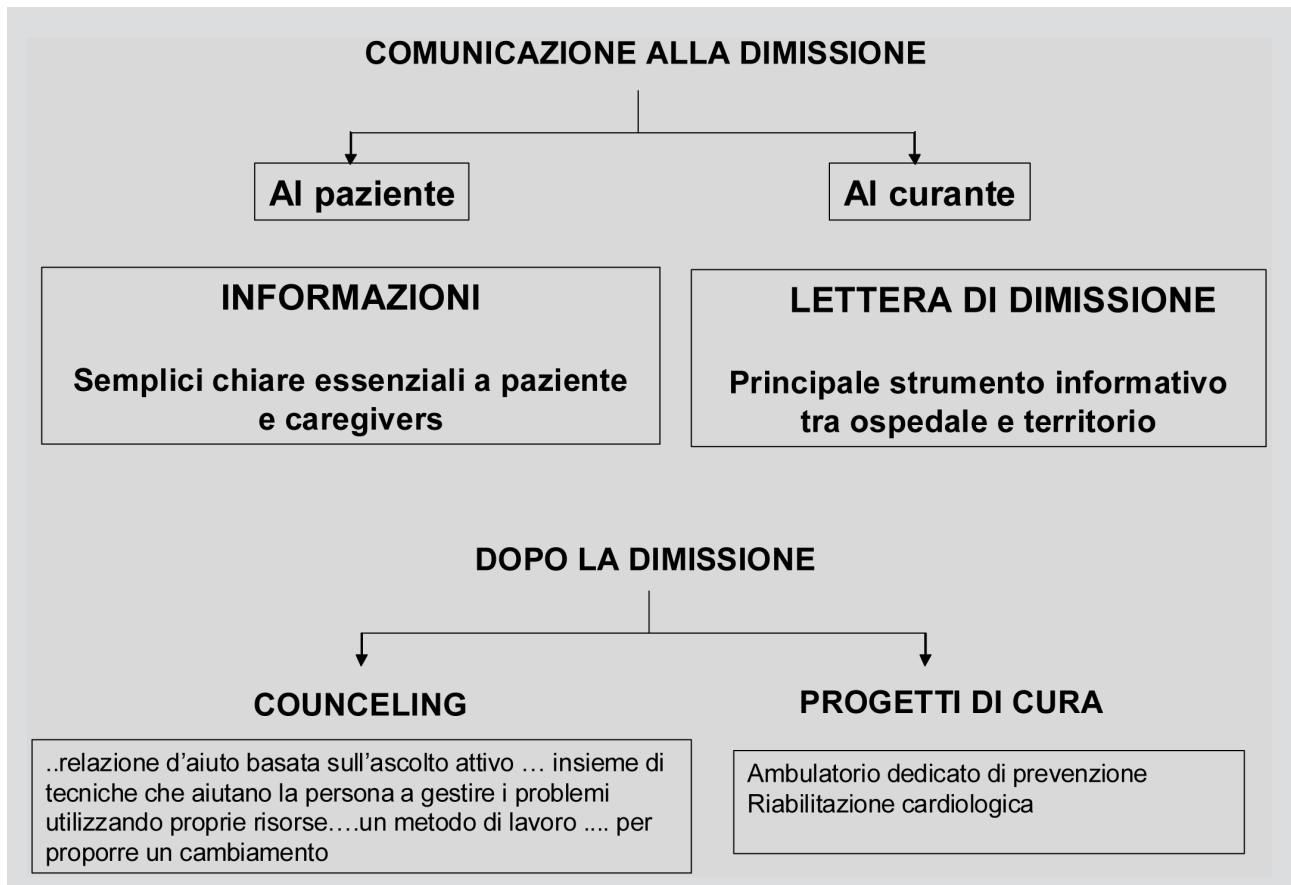 COMUNICAZIONE ALLA DIMISSIONE
Al paziente
Al curante
INFORMAZIONI
Semplici chiare essenziali a paziente
e caregivers
LETTERA DI DIMISSIONE
Principale strumento informativo
tra ospedale e territorio
DOPO LA DIMISSIONE
COUNCELING
..relazione d'aiuto basata sull'ascolto attivo … insieme di
tecniche che aiutano la persona a gestire i problemi
utilizzando proprie risorse….un metodo di lavoro .... per
proporre un cambiamento
PROGETTI DI CURA
Ambulatorio dedicato di prevenzione
Riabilitazione cardiologica